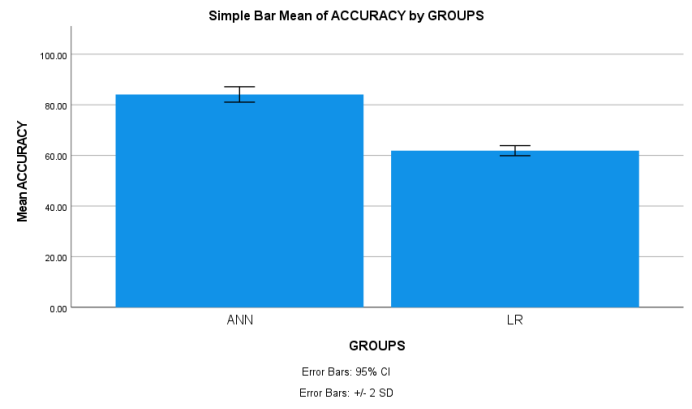 Simple Bar Mean of ACCURACY by GROUPS
100.00
80.00
60.00
40.00
20.00
0.00
Mean ACCURACY
ANN
LR
GROUPS
Error Bars: 95% CI
Error Bars: +/- 2 SD